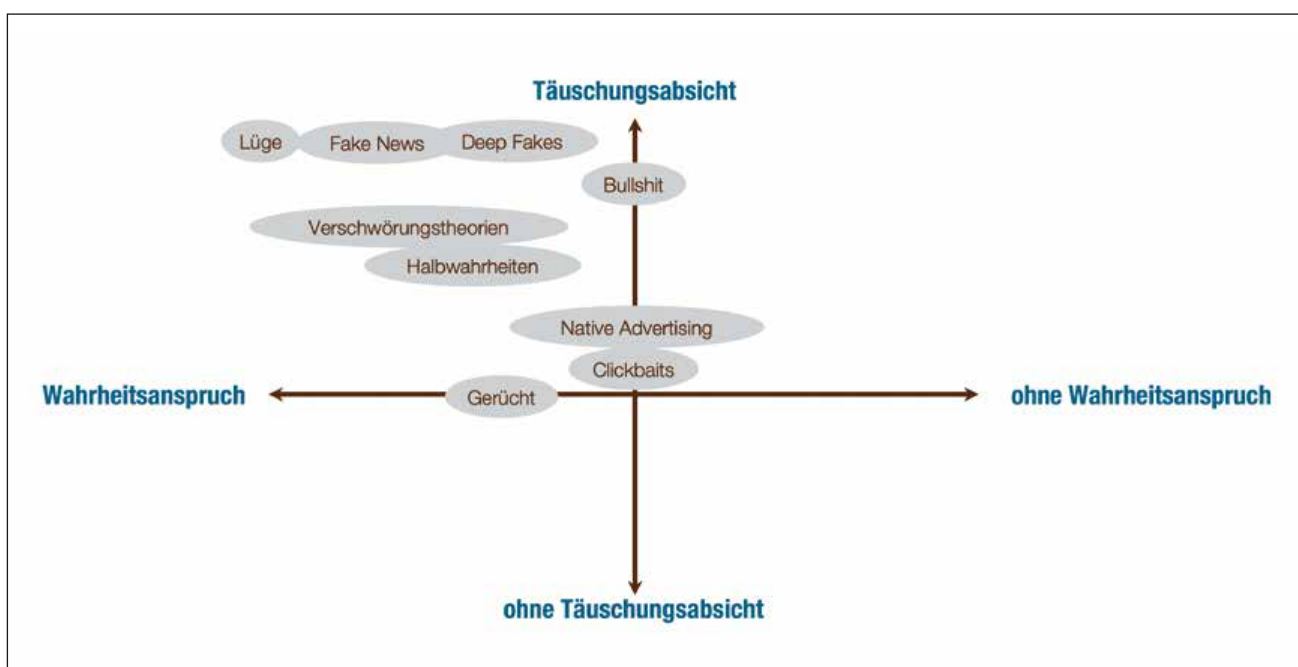 Täuschungsabsicht
Lüge
Fake News
Deep Fakes
Bullshit
Verschwörungstheorien
Halbwahrheiten
Native Advertising
Clickbaits
Wahrheitsanspruch
Gerücht
ohne Wahrheitsanspruch
ohne Täuschungsabsicht